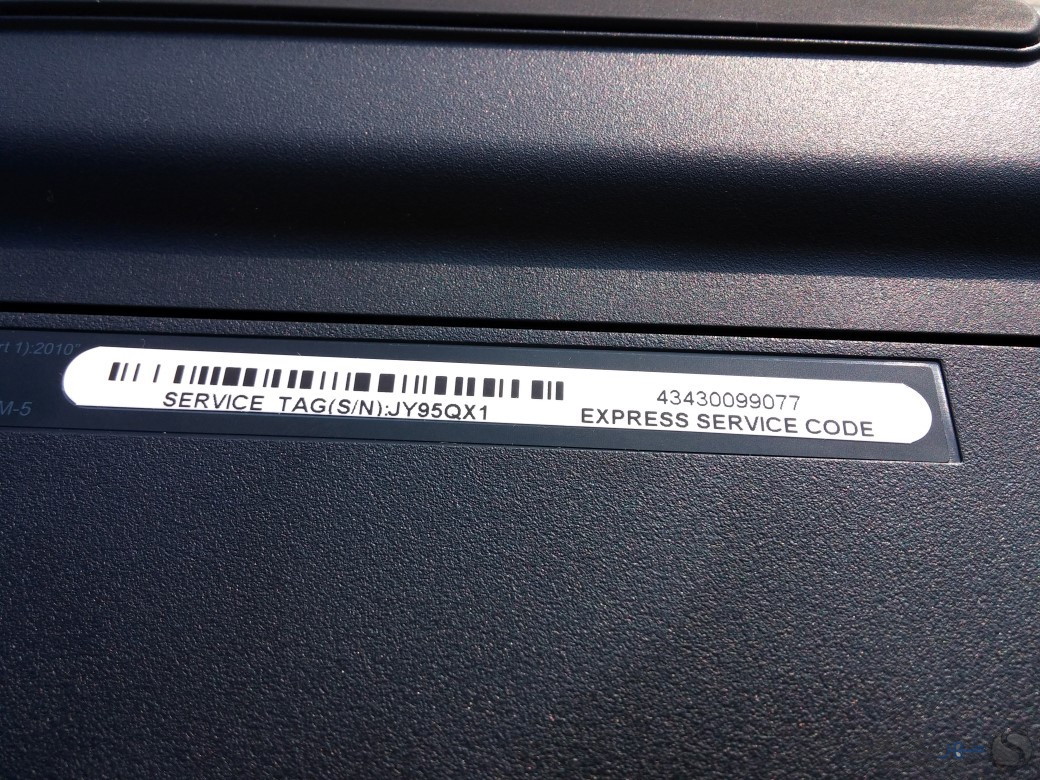 rt 1):2010"
M-5
SERVICE TAG(S/N):JY95QX1
43430099077
EXPRESS SERVICE CODE